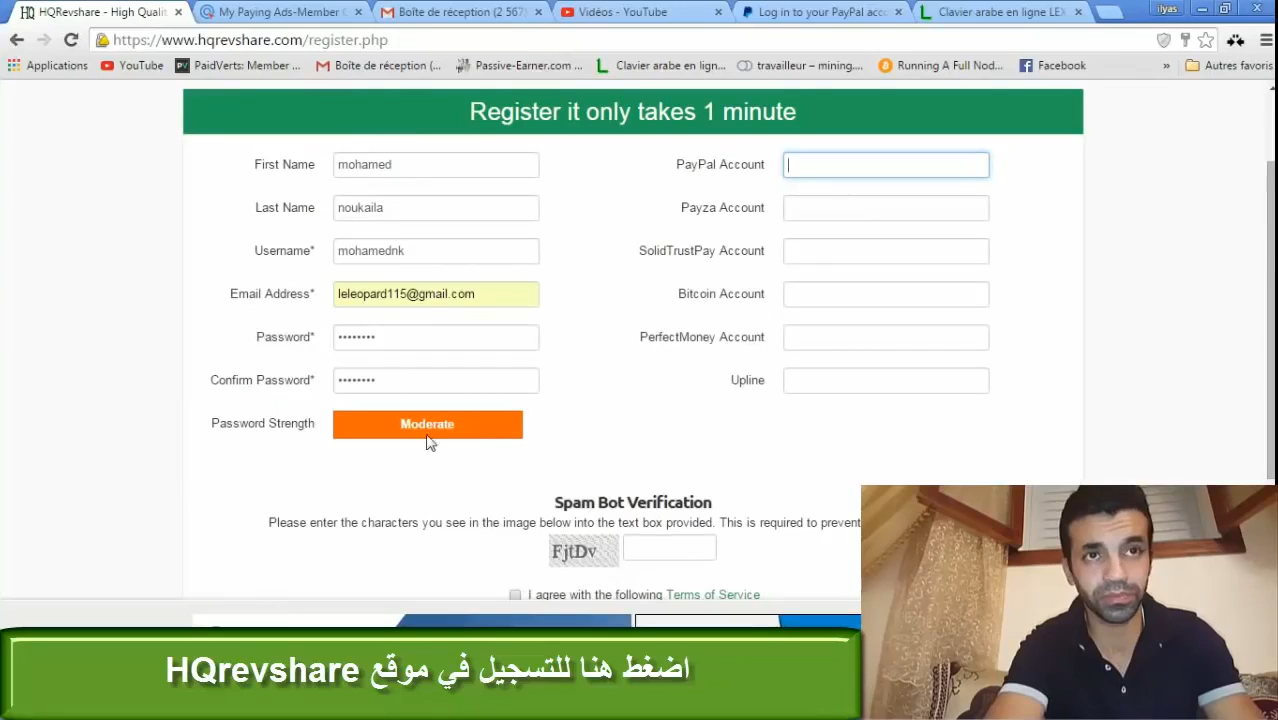 HQRevshare - High Qualit
My Paying Ads-Member C
Boîte de réception (2 567
Vidéos - YouTube
Log in to your PayPal acc
Clavier arabe en ligne LEX
ilyas
https://www.hqrevshare.com/register.php
Applications
YouTube
PaidVerts: Member ...
Boîte de réception (...
Passive-Earner.com ...
Clavier arabe en lign...
travailleur – mining....
Running A Full Nod...
Facebook
»
Autres favoris
Register it only takes 1 minute
First Name
mohamed
PayPal Account
Last Name
noukaila
Payza Account
Username*
mohamednk
SolidTrustPay Account
Email Address*
leleopard115@gmail.com
Bitcoin Account
Password*
••••••••
PerfectMoney Account
Confirm Password*
••••••••
Upline
Password Strength
Moderate
Spam Bot Verification
Please enter the characters you see in the image below into the text box provided. This is required to prevent
FjtDv
I agree with the following Terms of Service
اضغط هنا للتسجيل في موقع HQrevshare